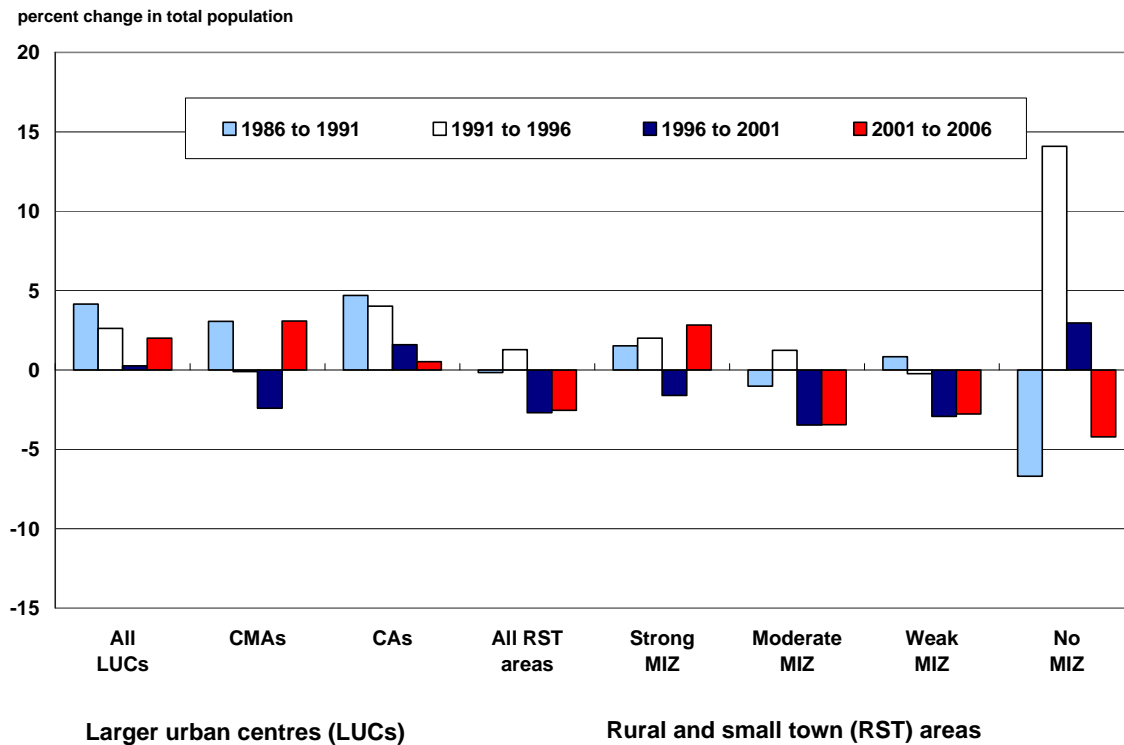 percent change in total population
20
15
10
5
0
-5
-10
-15
1986 to 1991 1991 to 1996 1996 to 2001 2001 to 2006
All LUCs
CMAs
CAs
All RST areas
Strong MIZ
Moderate MIZ
Weak MIZ
No MIZ
Larger urban centres (LUCs)
Rural and small town (RST) areas